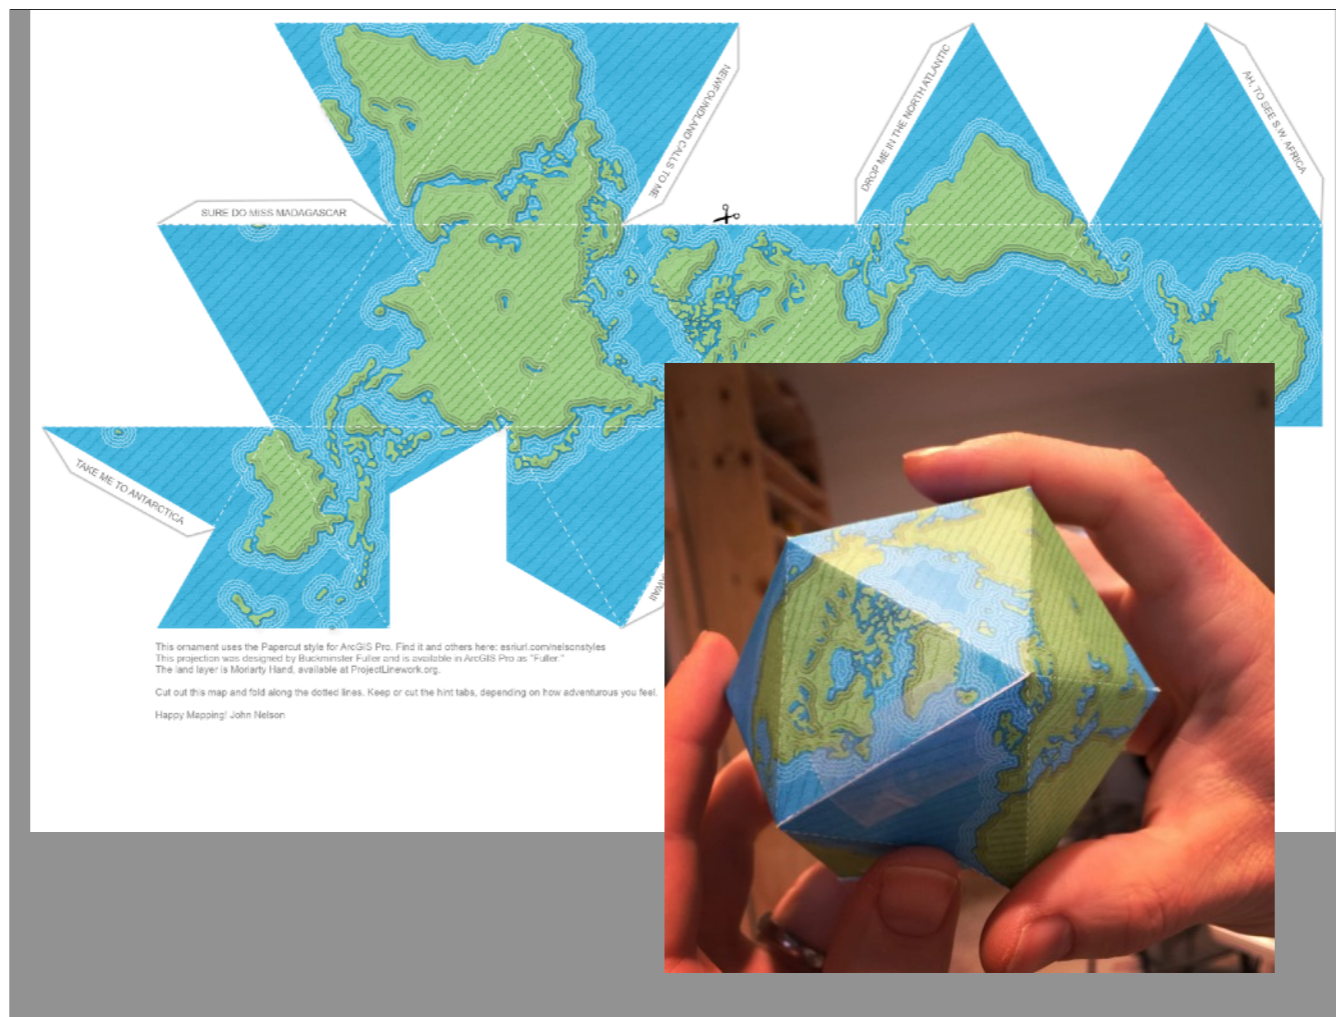 NEWFOUNDLAND CALLS TO ME
DROP ME IN THE NORTH ATLANTIC
AH, TO SEE S.W. AFRICA
SURE DO MISS MADAGASCAR
TAKE ME TO ANTARCTICA
This ornament uses the Papercut style for ArcGIS Pro. Find it and others here: esriurl.com/nelsonstyles
This projection was designed by Buckminster Fuller and is available in ArcGIS Pro as "Fuller."
The land layer is Moriarty Hand, available at ProjectLinework.org.
Cut out this map and fold along the dotted lines. Keep or cut the hint tabs, depending on how adventurous you feel.
Happy Mapping! John Nelson